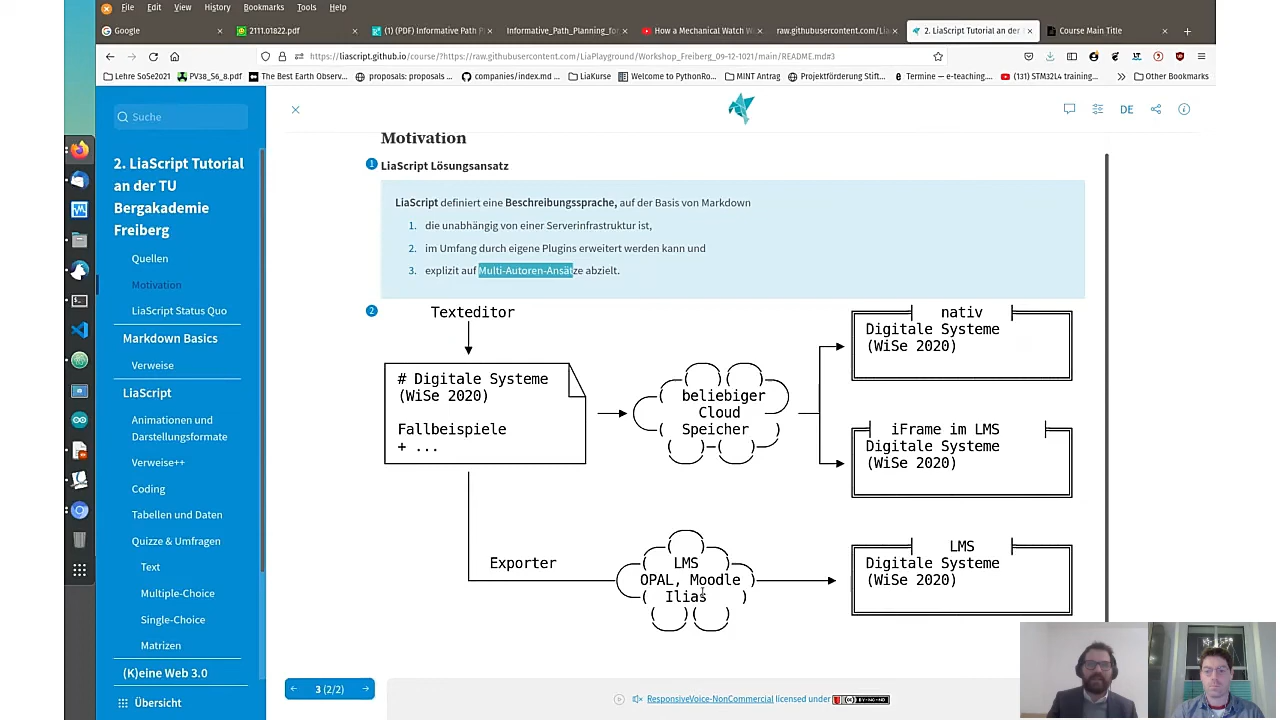 File Edit View History Bookmarks Tools Help
Google
2111.01822.pdf
(1) (PDF) Informative Path P
Informative_Path_Planning_fo
How a Mechanical Watch W
raw.githubusercontent.com/Lia
2. LiaScript Tutorial an der
Course Main Title
https://liascript.github.io/course/?https://raw.githubusercontent.com/LiaPlayground/Workshop_Freiberg_09-12-1021/main/README.md#3
Lehre SoSe2021
PV38_S6_8.pdf
The Best Earth Observ...
proposals: proposals ...
companies/index.md ...
LiaKurse
Welcome to PythonRo...
MINT Antrag
Projektförderung Stift...
Termine — e-teaching....
(131) STM32L4 training...
Other Bookmarks
Suche
2. LiaScript Tutorial
an der TU
Bergakademie
Freiberg
Quellen
Motivation
LiaScript Status Quo
Markdown Basics
Verweise
LiaScript
Animationen und
Darstellungsformate
Verweise++
Coding
Tabellen und Daten
Quizze & Umfragen
Text
Multiple-Choice
Single-Choice
Matrizen
(K)eine Web 3.0
Übersicht
DE
Motivation
1 LiaScript Lösungsansatz
LiaScript definiert eine Beschreibungssprache, auf der Basis von Markdown
1. die unabhängig von einer Serverinfrastruktur ist,
2. im Umfang durch eigene Plugins erweitert werden kann und
3. explizit auf Multi-Autoren-Ansätze abzielt.
2
Texteditor
# Digitale Systeme
(WiSe 2020)
Fallbeispiele
+ ...
beliebiger
Cloud
Speicher
nativ
Digitale Systeme
(WiSe 2020)
iFrame im LMS
Digitale Systeme
(WiSe 2020)
Exporter
LMS
OPAL, Moodle
Ilias
LMS
Digitale Systeme
(WiSe 2020)
3 (2/2)
ResponsiveVoice-NonCommercial licensed under